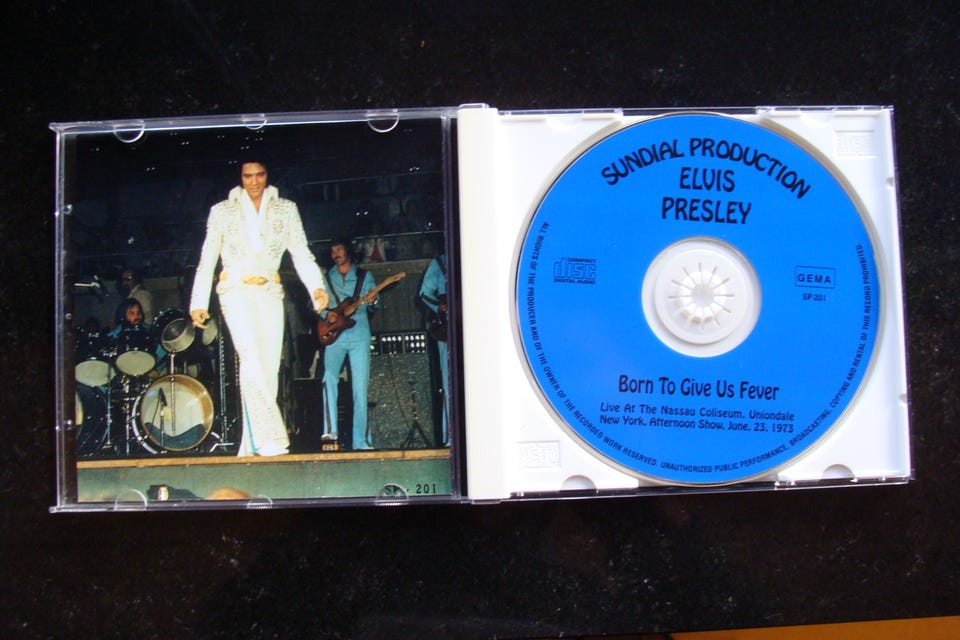 SP - 201
SUNDIAL PRODUCTION
ELVIS
PRESLEY
COMPACT
disc
DIGITAL AUDIO
GEMA
SP-201
Born To Give Us Fever
Live At The Nassau Coliseum, Uniondale
New York, Afternoon Show, June, 23, 1973
ALL RIGHTS OF THE PRODUCER AND OF THE OWNER OF THE RECORDED WORK RESERVED. UNAUTHORIZED PUBLIC PERFORMANCE, BROADCASTING, COPYING AND RENTAL OF THIS RECORD PROHIBITED.